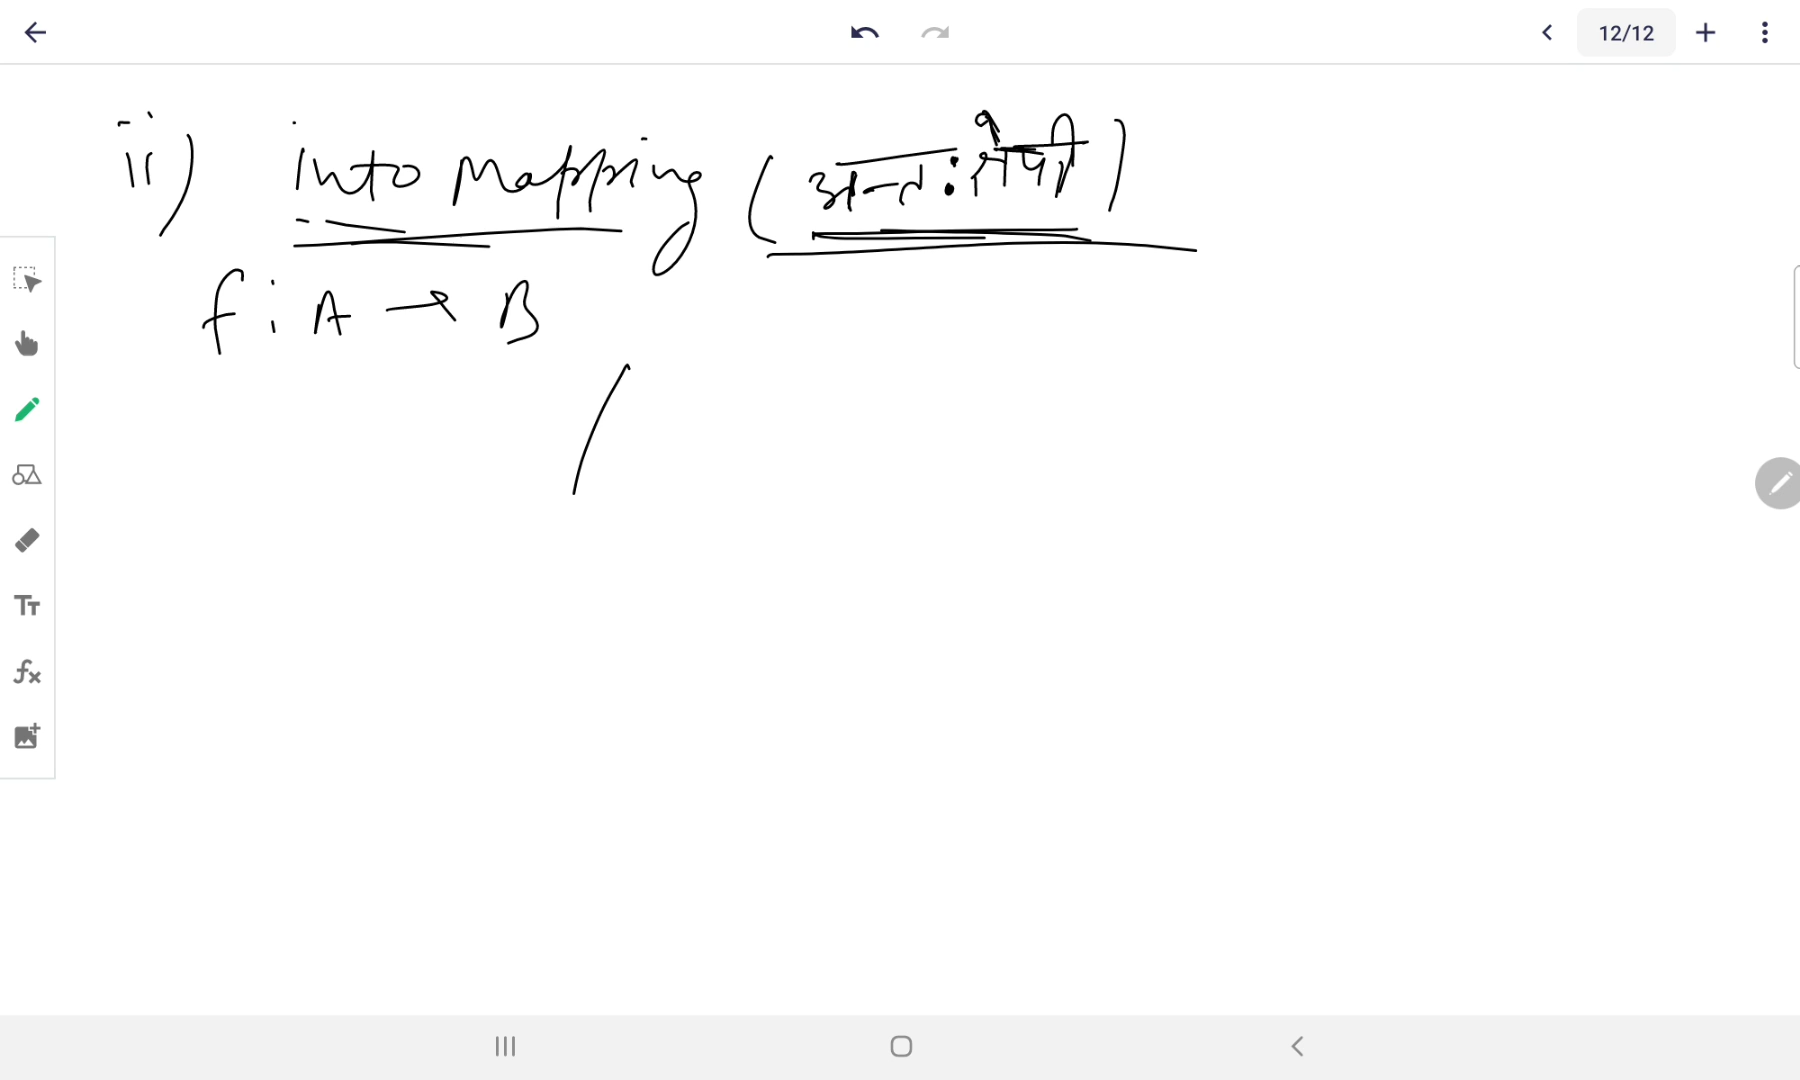 12/12
ii) into Mapping (अन्तःक्षेपी)
f : A → B